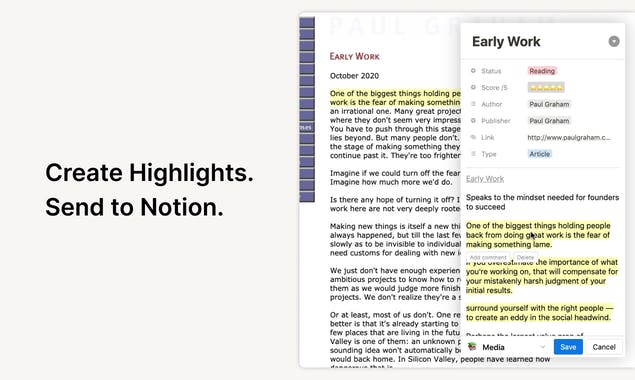 Create Highlights.
Send to Notion.
PAUL GRAHAM
EARLY WORK
October 2020
One of the biggest things holding pe
work is the fear of making somethin
an irrational one. Many great projec
where they don't seem very impress
You have to push through this stage
lies beyond. But many people don't.
the stage of making something they
continue past it. They're too frighten
Imagine if we could turn off the fear
Imagine how much more we'd do.
Is there any hope of turning it off? I
work here are not very deeply roote
Making new things is itself a new thi
always happened, but till the last fev
slowly as to be invisible to individual
need customs for dealing with new i
We just don't have enough experien
ambitious projects to know how to r
them as we would judge more finish
projects. We don't realize they're a s
Or at least, most of us don't. One re
better is that it's already starting to
few places that are living in the futur
Valley is one of them: an unknown p
sounding idea won't automatically b
would back home. In Silicon Valley, people have learned how
dangerous that is.
Early Work
Status Reading
Score /5
Author Paul Graham
Publisher Paul Graham
Link http://www.paulgraham.c...
Type Article
Early Work
Speaks to the mindset needed for founders
to succeed
One of the biggest things holding people
back from doing great work is the fear of
making something lame.
Add comment Delete
If you overestimate the importance of what
you're working on, that will compensate for
your mistakenly harsh judgment of your
initial results.
surround yourself with the right people —
to create an eddy in the social headwind.
Perhaps the largest value prop of
Media
Save
Cancel